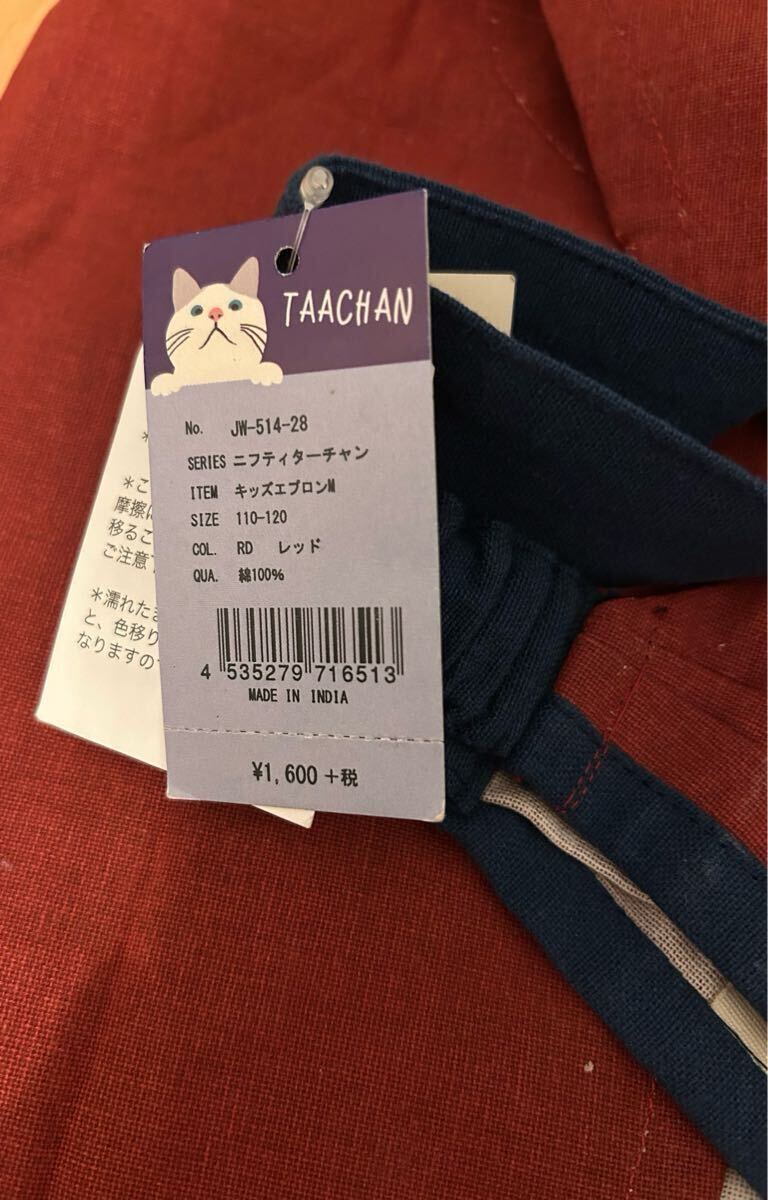 TAACHAN
No. JW-514-28
SERIES ニフティターチャン
ITEM キッズエプロンM
SIZE 110-120
COL. RD レッド
QUA. 綿100%
4 535279 716513
MADE IN INDIA
¥1,600 +税
＊こ
摩擦
移るこ
ご注意
＊濡れたま
と、色移り
なりますの